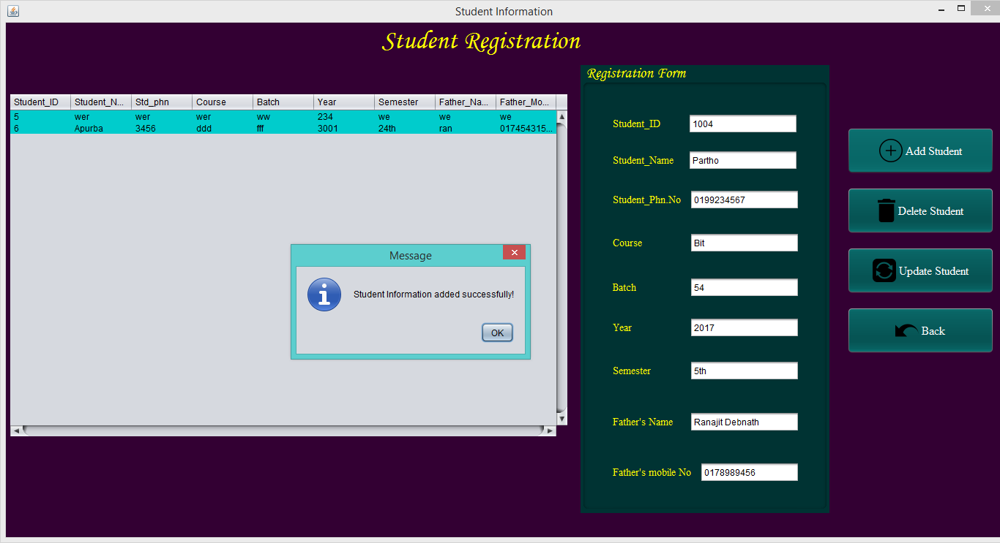 Student Information
Student Registration
Student_ID Student_N... Std_phn Course Batch Year Semester Father_Na... Father_Mo...
5 wer wer wer ww 234 we we we
6 Apurba 3456 ddd fff 3001 24th ran 017454315...
Message
Student Information added successfully!
OK
Registration Form
Student_ID 1004
Student_Name Partho
Student_Phn.No 0199234567
Course Bit
Batch 54
Year 2017
Semester 5th
Father's Name Ranajit Debnath
Father's mobile No 0178989456
Add Student
Delete Student
Update Student
Back